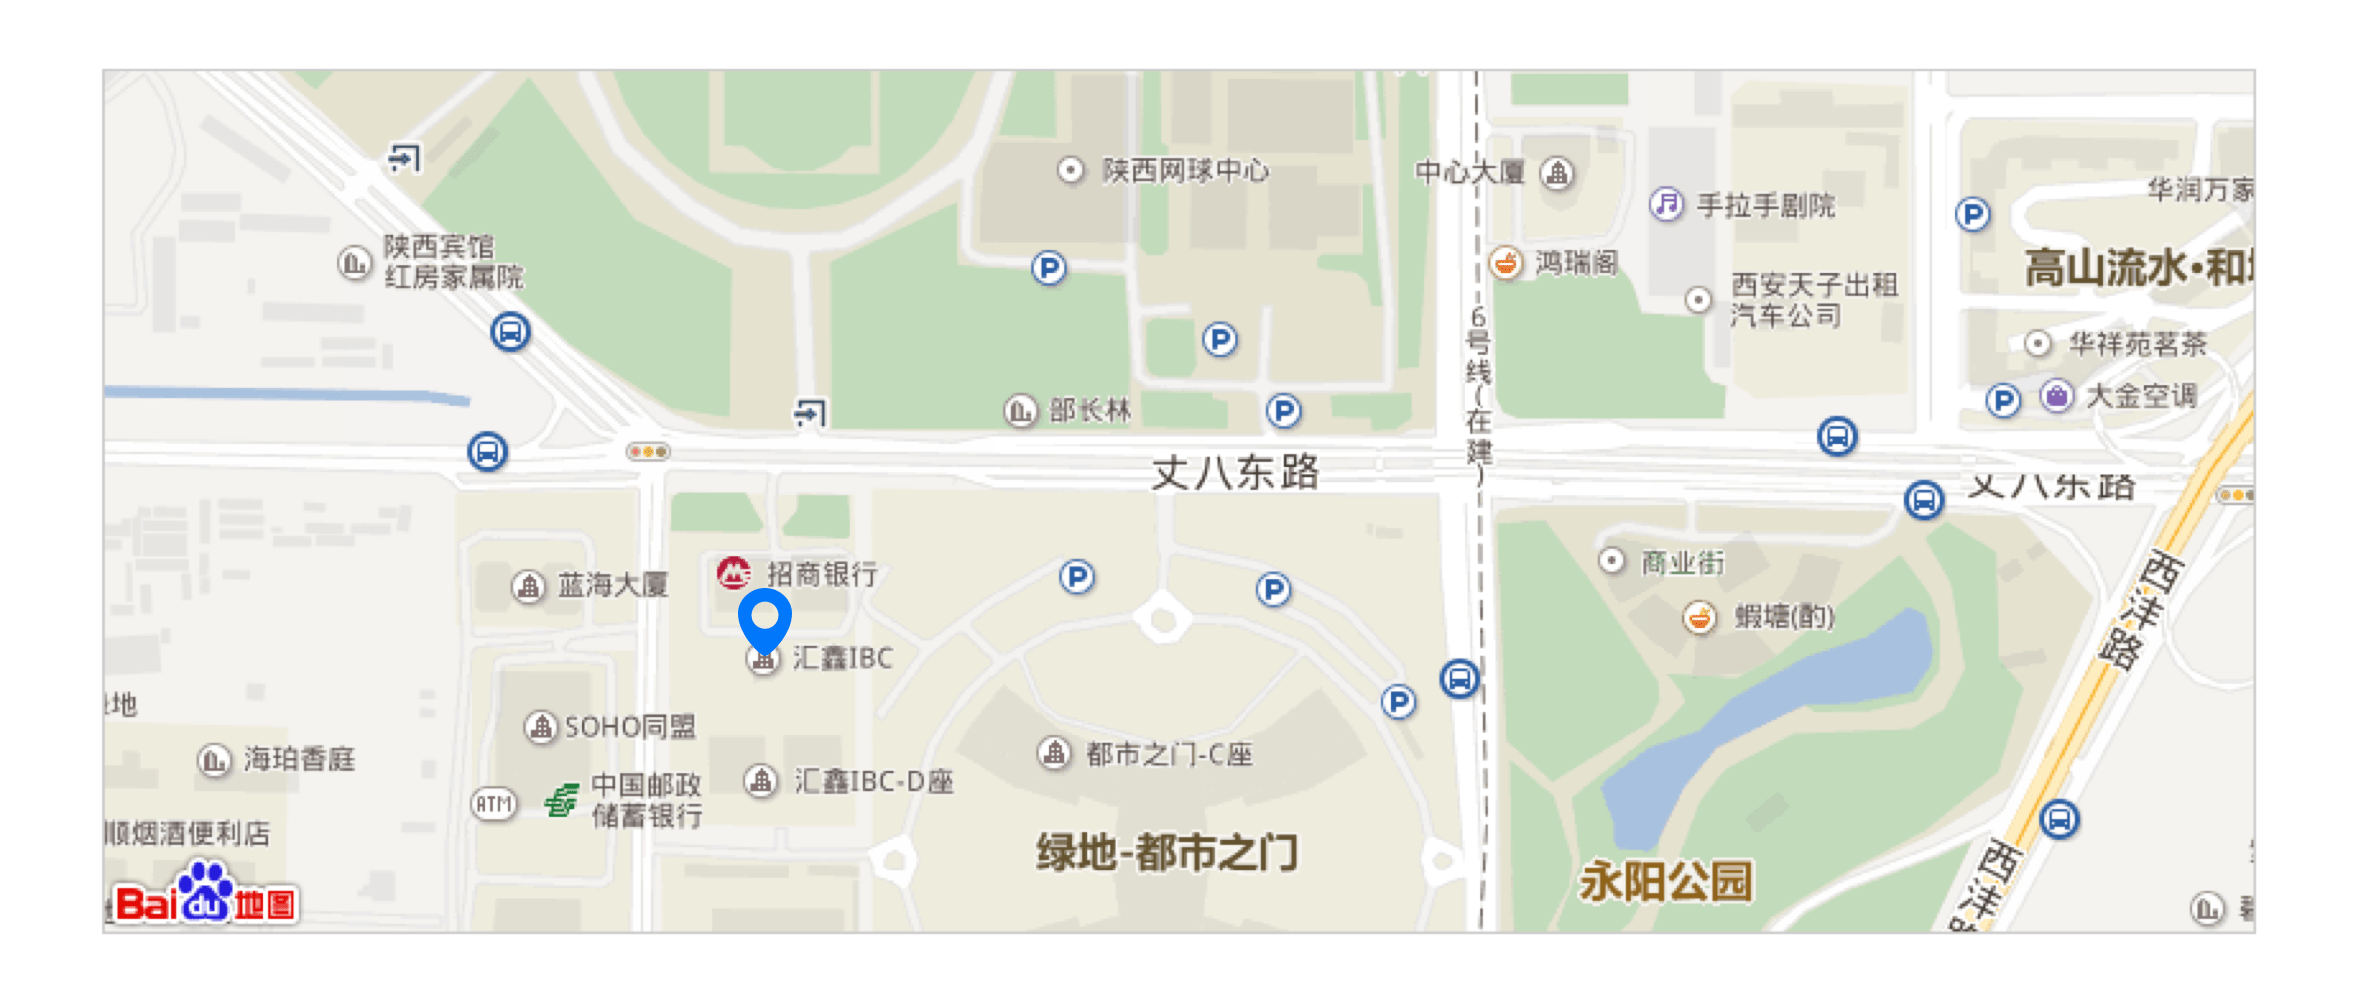 陕西网球中心
中心大厦
手拉手剧院
华润万家
陕西宾馆
红房家属院
P
P
鸿瑞阁
高山流水·和
西安天子出租
汽车公司
6号线(在建)
P
华祥苑茗茶
P
大金空调
部长林
P
丈八东路
丈八东路
招商银行
蓝海大厦
P
P
商业街
西沣路
蝦塘(酌)
汇鑫IBC
P
地
SOHO同盟
海珀香庭
都市之门-C座
汇鑫IBC-D座
ATM
中国邮政
储蓄银行
顺烟酒便利店
绿地-都市之门
永阳公园
西沣路
Bai du 地图